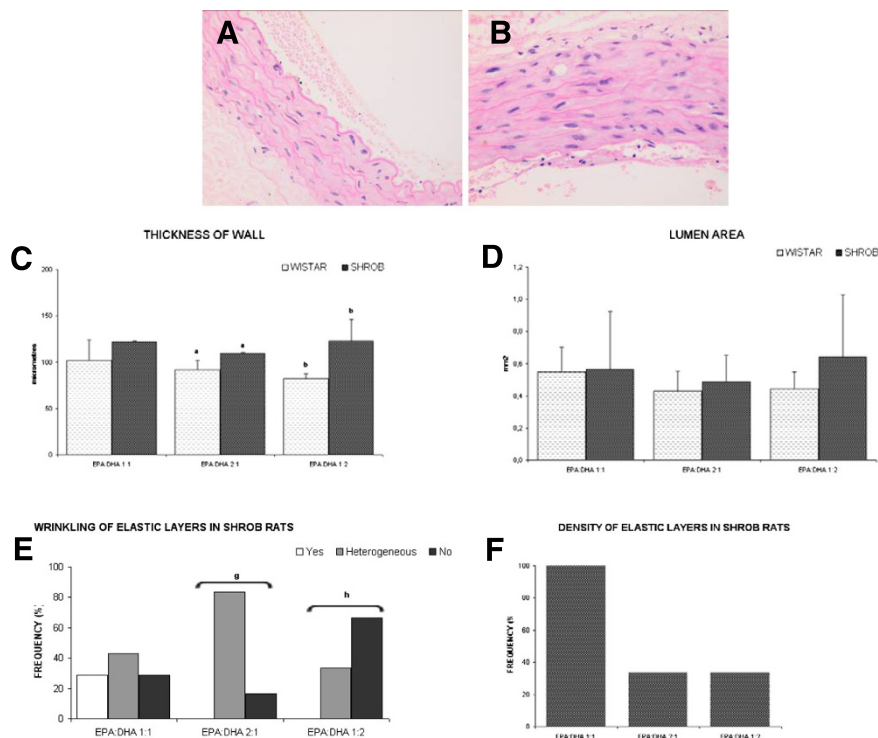 A
B
C
THICKNESS OF WALL
WISTAR SHROB
micrometres
200
150
100
50
0
a
a
b
b
EPA:DHA 1:1 EPA:DHA 2:1 EPA:DHA 1:2
D
LUMEN AREA
WISTAR SHROB
mm2
1,2
1,0
0,8
0,6
0,4
0,2
0,0
EPA:DHA 1:1 EPA:DHA 2:1 EPA:DHA 1:2
E
WRINKLING OF ELASTIC LAYERS IN SHROB RATS
Yes Heterogeneous No
FREQUENCY (%)
100
80
60
40
20
0
g
h
EPA:DHA 1:1 EPA:DHA 2:1 EPA:DHA 1:2
F
DENSITY OF ELASTIC LAYERS IN SHROB RATS
FREQUENCY (%
100
80
60
40
20
0
EPA:DHA 1:1 EPA:DHA 2:1 EPA:DHA 1:2